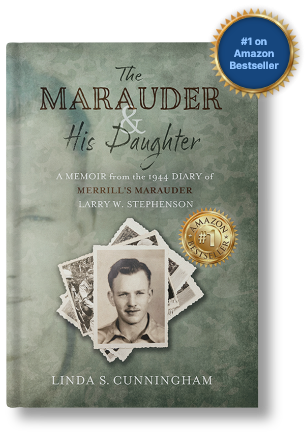 #1 on
Amazon
Bestseller
The
MARAUDER
&
His Daughter
A MEMOIR from the 1944 DIARY of
MERRILL'S MARAUDER
LARRY W. STEPHENSON
AMAZON
#1
BESTSELLER
LINDA S. CUNNINGHAM